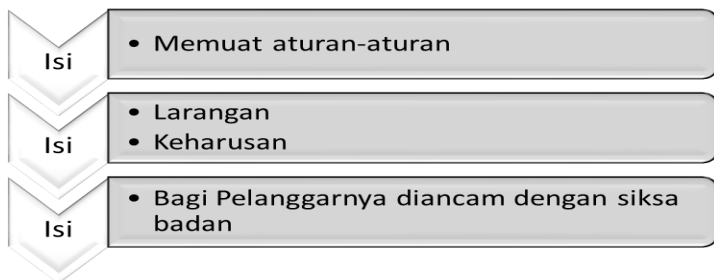 Isi
• Memuat aturan-aturan
Isi
• Larangan
• Keharusan
Isi
• Bagi Pelanggarnya diancam dengan siksa
badan